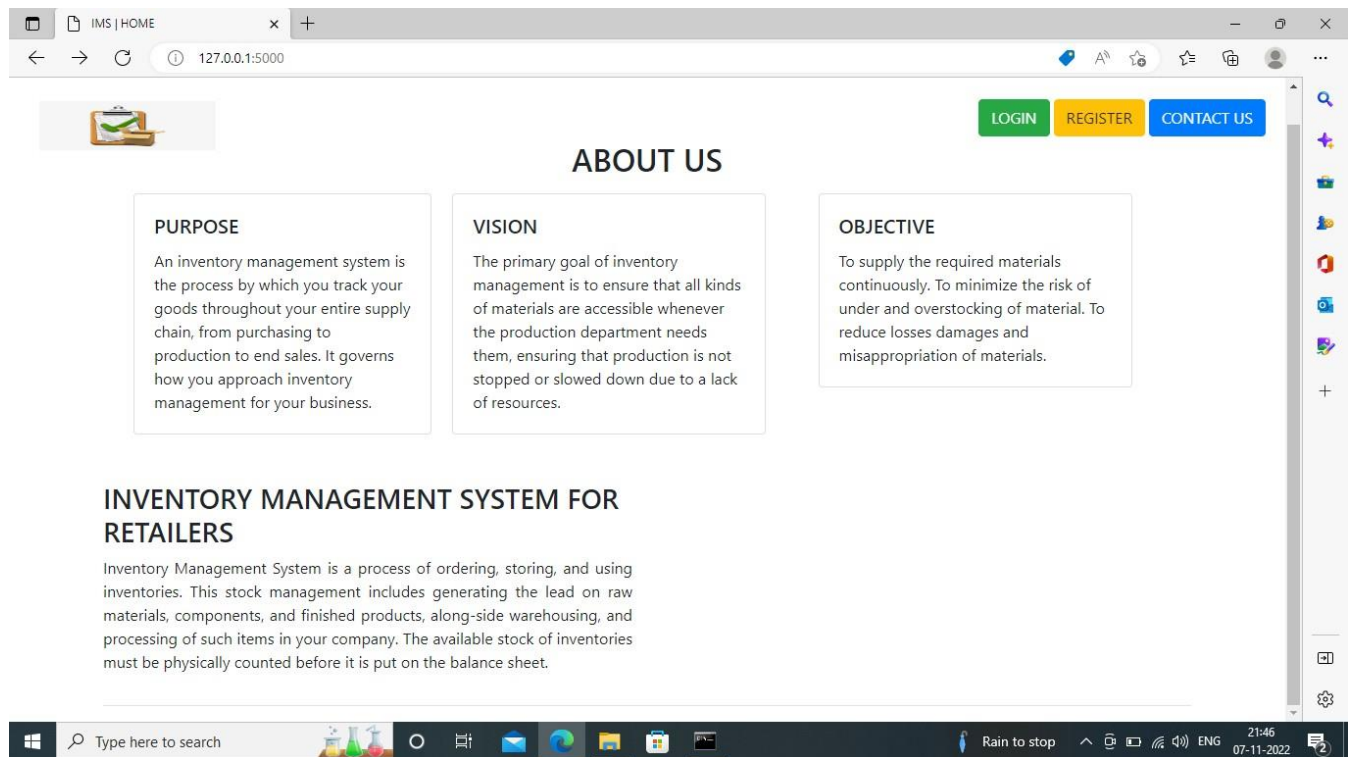 IMS | HOME
127.0.0.1:5000
LOGIN REGISTER CONTACT US
ABOUT US
PURPOSE
An inventory management system is
the process by which you track your
goods throughout your entire supply
chain, from purchasing to
production to end sales. It governs
how you approach inventory
management for your business.
VISION
The primary goal of inventory
management is to ensure that all kinds
of materials are accessible whenever
the production department needs
them, ensuring that production is not
stopped or slowed down due to a lack
of resources.
OBJECTIVE
To supply the required materials
continuously. To minimize the risk of
under and overstocking of material. To
reduce losses damages and
misappropriation of materials.
INVENTORY MANAGEMENT SYSTEM FOR
RETAILERS
Inventory Management System is a process of ordering, storing, and using
inventories. This stock management includes generating the lead on raw
materials, components, and finished products, along-side warehousing, and
processing of such items in your company. The available stock of inventories
must be physically counted before it is put on the balance sheet.
Type here to search
Rain to stop
ENG
21:46
07-11-2022
2